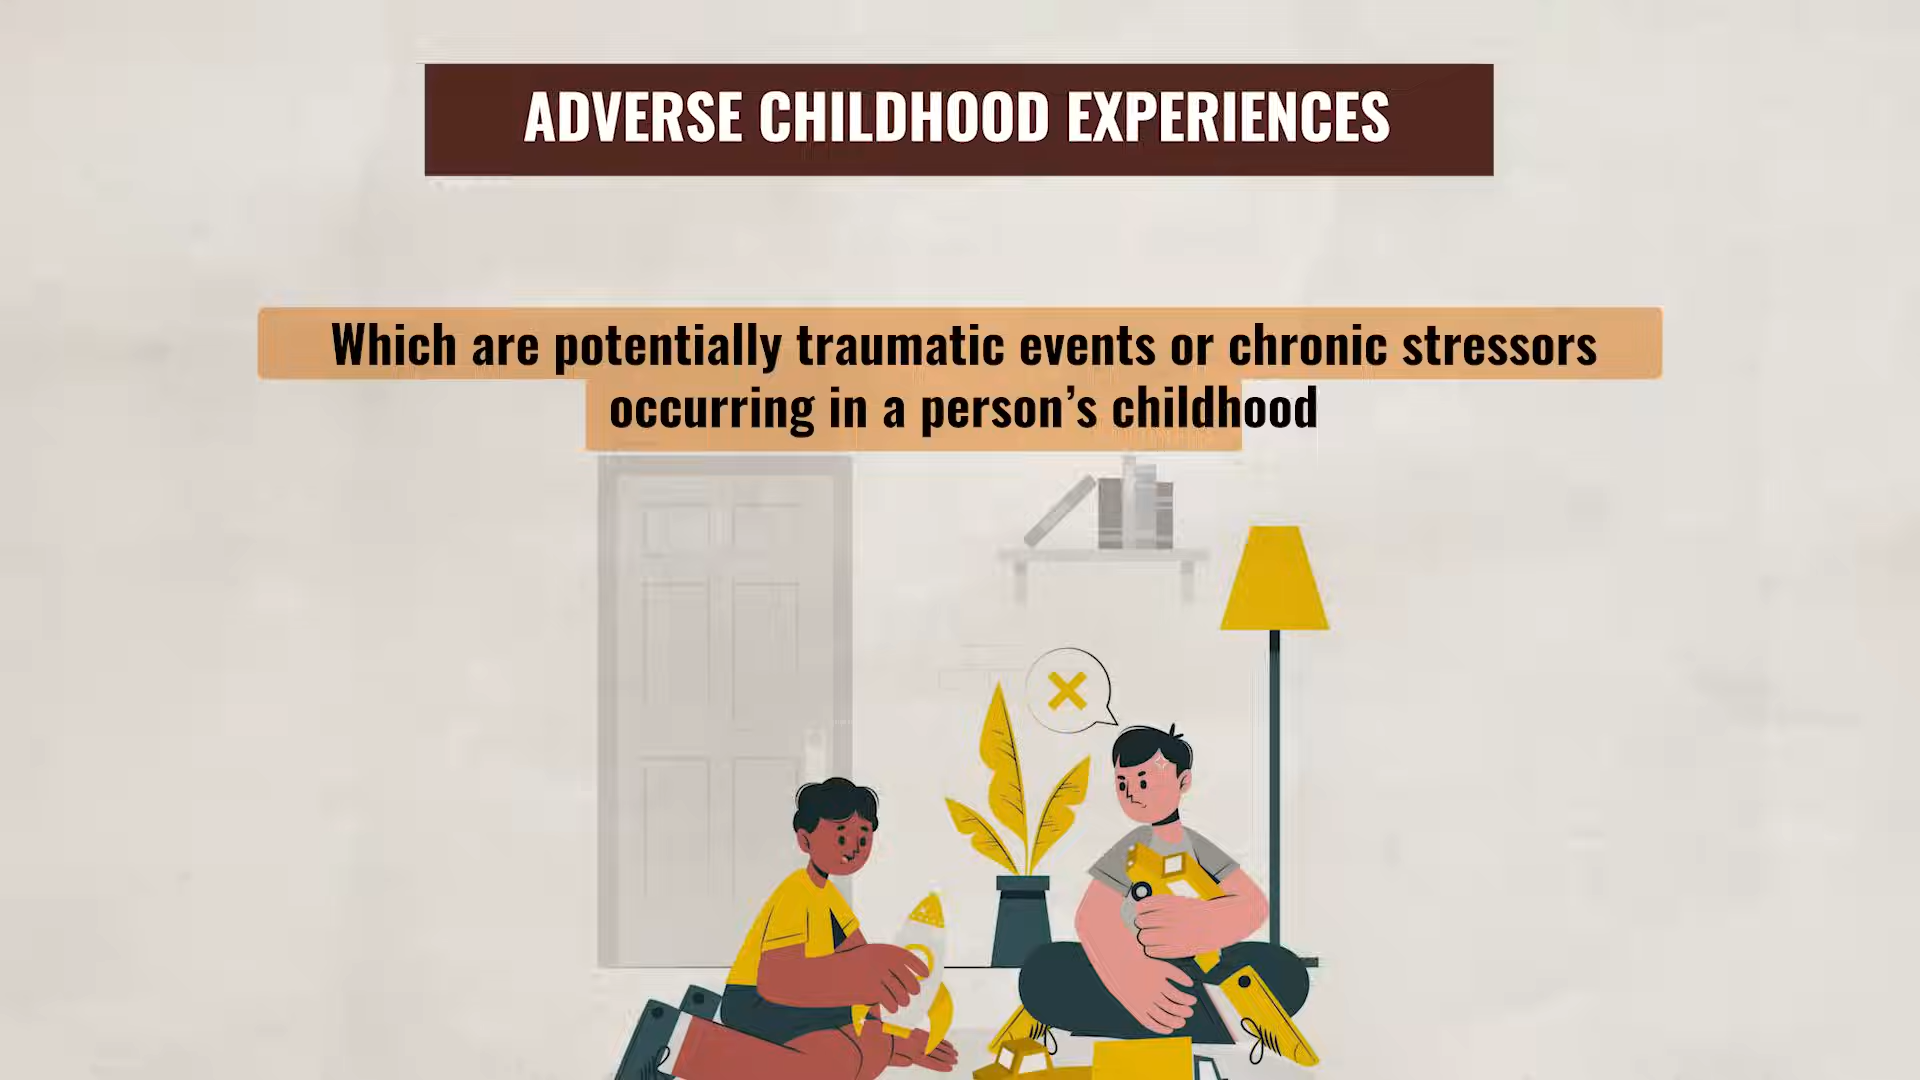 ADVERSE CHILDHOOD EXPERIENCES
Which are potentially traumatic events or chronic stressors
occurring in a person’s childhood